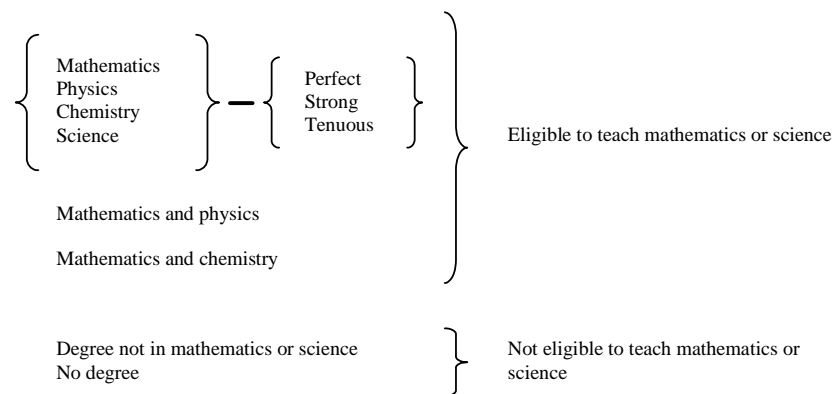 Mathematics
Physics
Chemistry
Science
Perfect
Strong
Tenuous
Eligible to teach mathematics or science
Mathematics and physics
Mathematics and chemistry
Degree not in mathematics or science
No degree
Not eligible to teach mathematics or
science